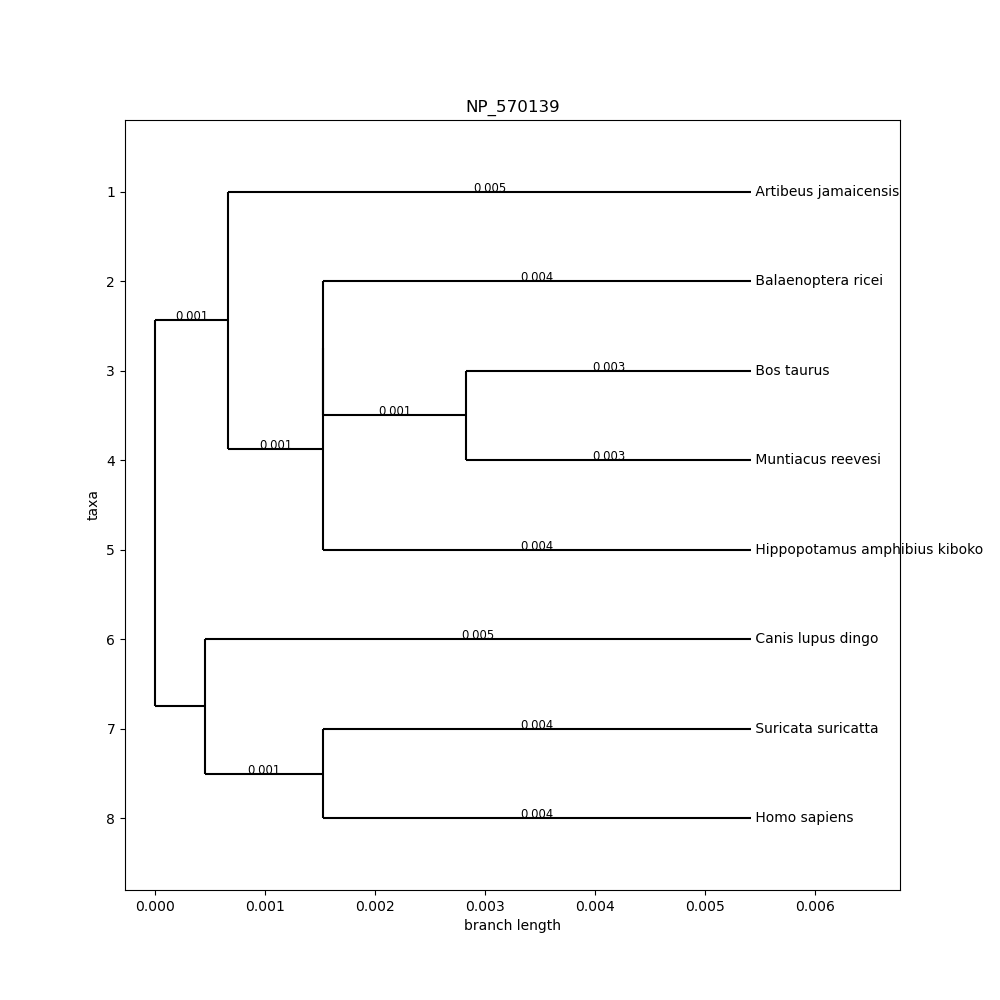 NP_570139
0.005
1
Artibeus jamaicensis
0.004
2
Balaenoptera ricei
0.001
0.003
3
Bos taurus
0.001
0.001
0.003
4
Muntiacus reevesi
taxa
0.004
5
Hippopotamus amphibius kiboko
0.005
6
Canis lupus dingo
0.004
7
Suricata suricatta
0.001
0.004
8
Homo sapiens
0.000 0.001 0.002 0.003 0.004 0.005 0.006
branch length